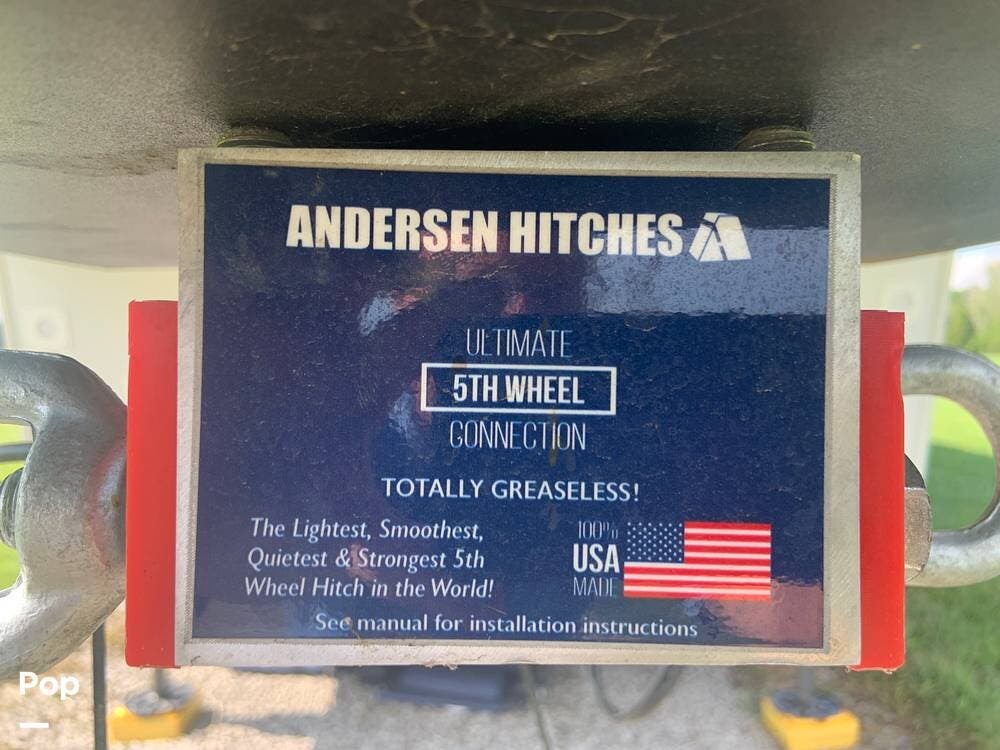 ANDERSEN HITCHES
ULTIMATE
5TH WHEEL
CONNECTION
TOTALLY GREASELESS!
The Lightest, Smoothest,
Quietest & Strongest 5th
Wheel Hitch in the World!
100%
USA
MADE
See manual for installation instructions
Pop